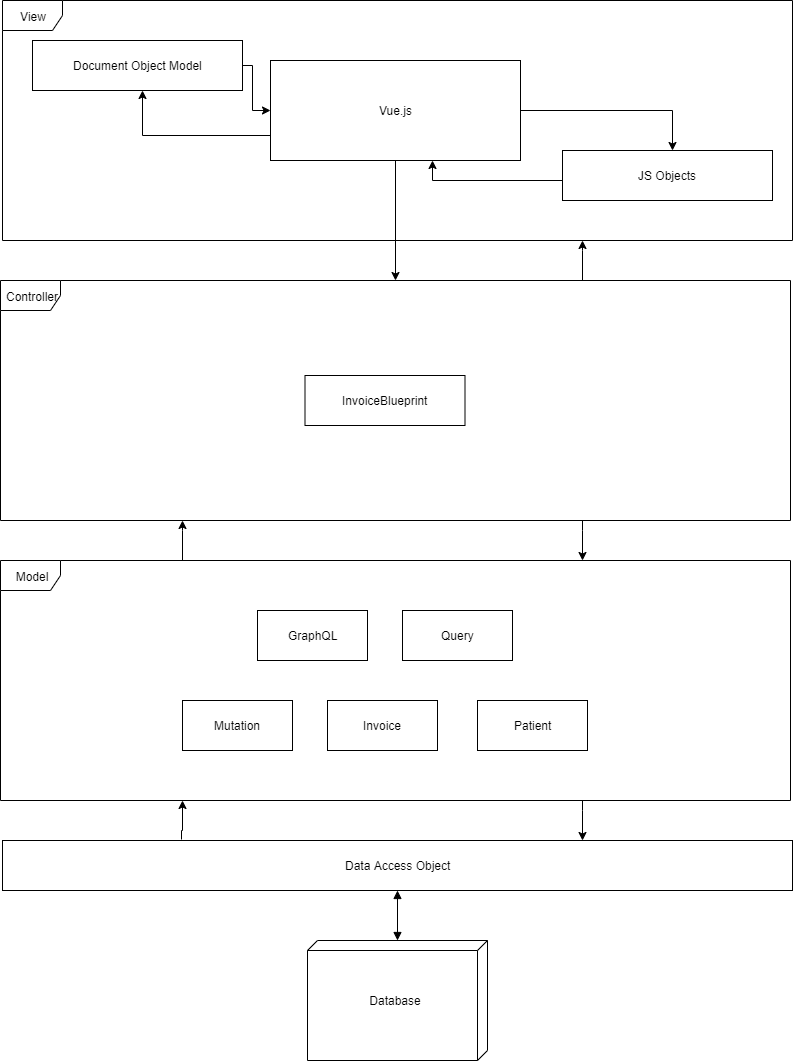 View
Document Object Model
Vue.js
JS Objects
Controller
InvoiceBlueprint
Model
GraphQL
Query
Mutation
Invoice
Patient
Data Access Object
Database